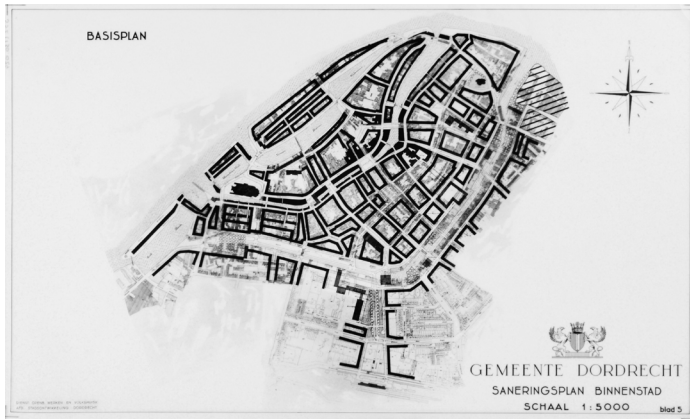 BASISPLAN
GEMEENTE DORDRECHT
SANERINGSPLAN BINNENSTAD
SCHAAL 1:5000
blad 5